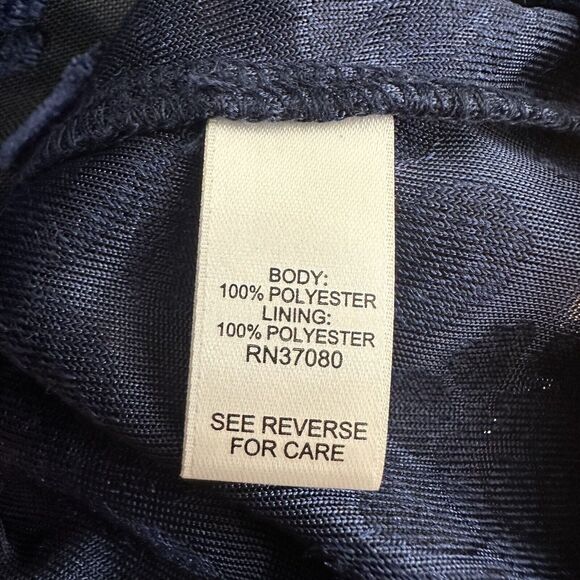 BODY:
100% POLYESTER
LINING:
100% POLYESTER
RN37080
SEE REVERSE
FOR CARE